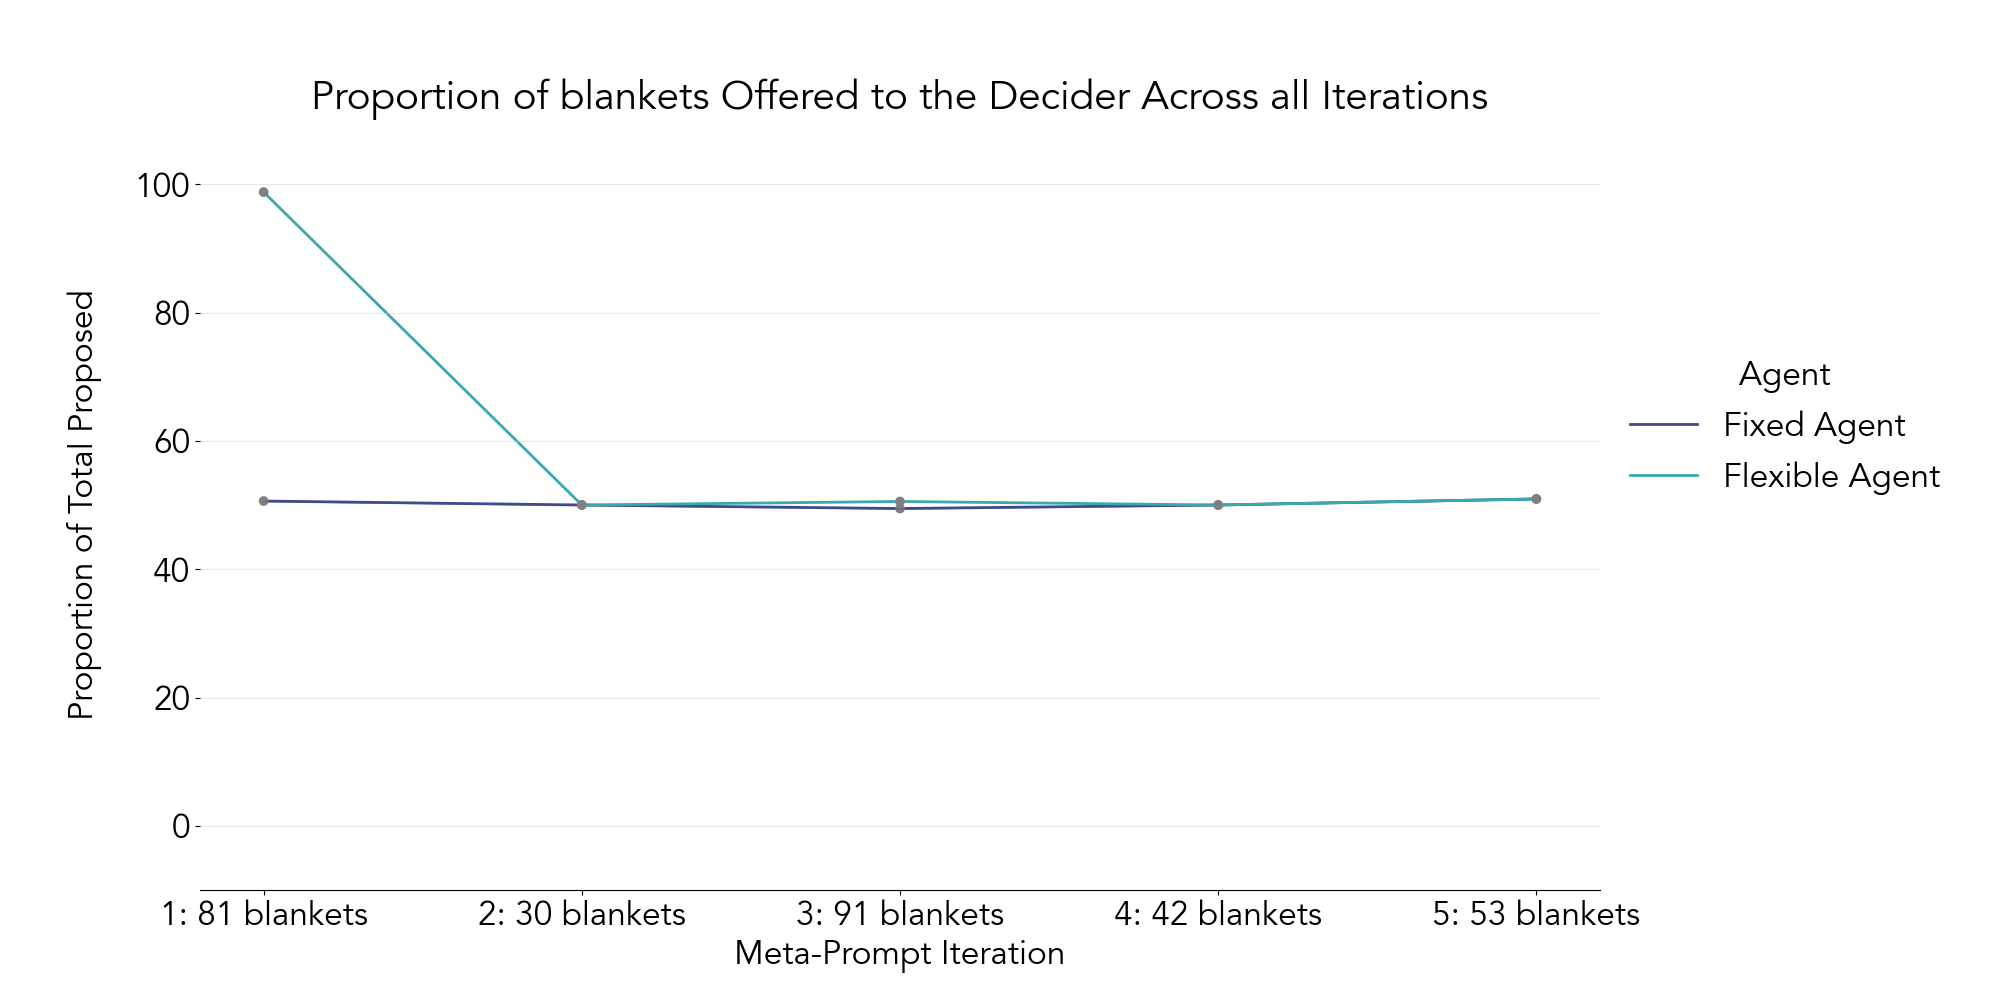 Proportion of blankets Offered to the Decider Across all Iterations
Proportion of Total Proposed
100
80
60
40
20
0
1: 81 blankets
2: 30 blankets
3: 91 blankets
4: 42 blankets
5: 53 blankets
Meta-Prompt Iteration
Agent
Fixed Agent
Flexible Agent